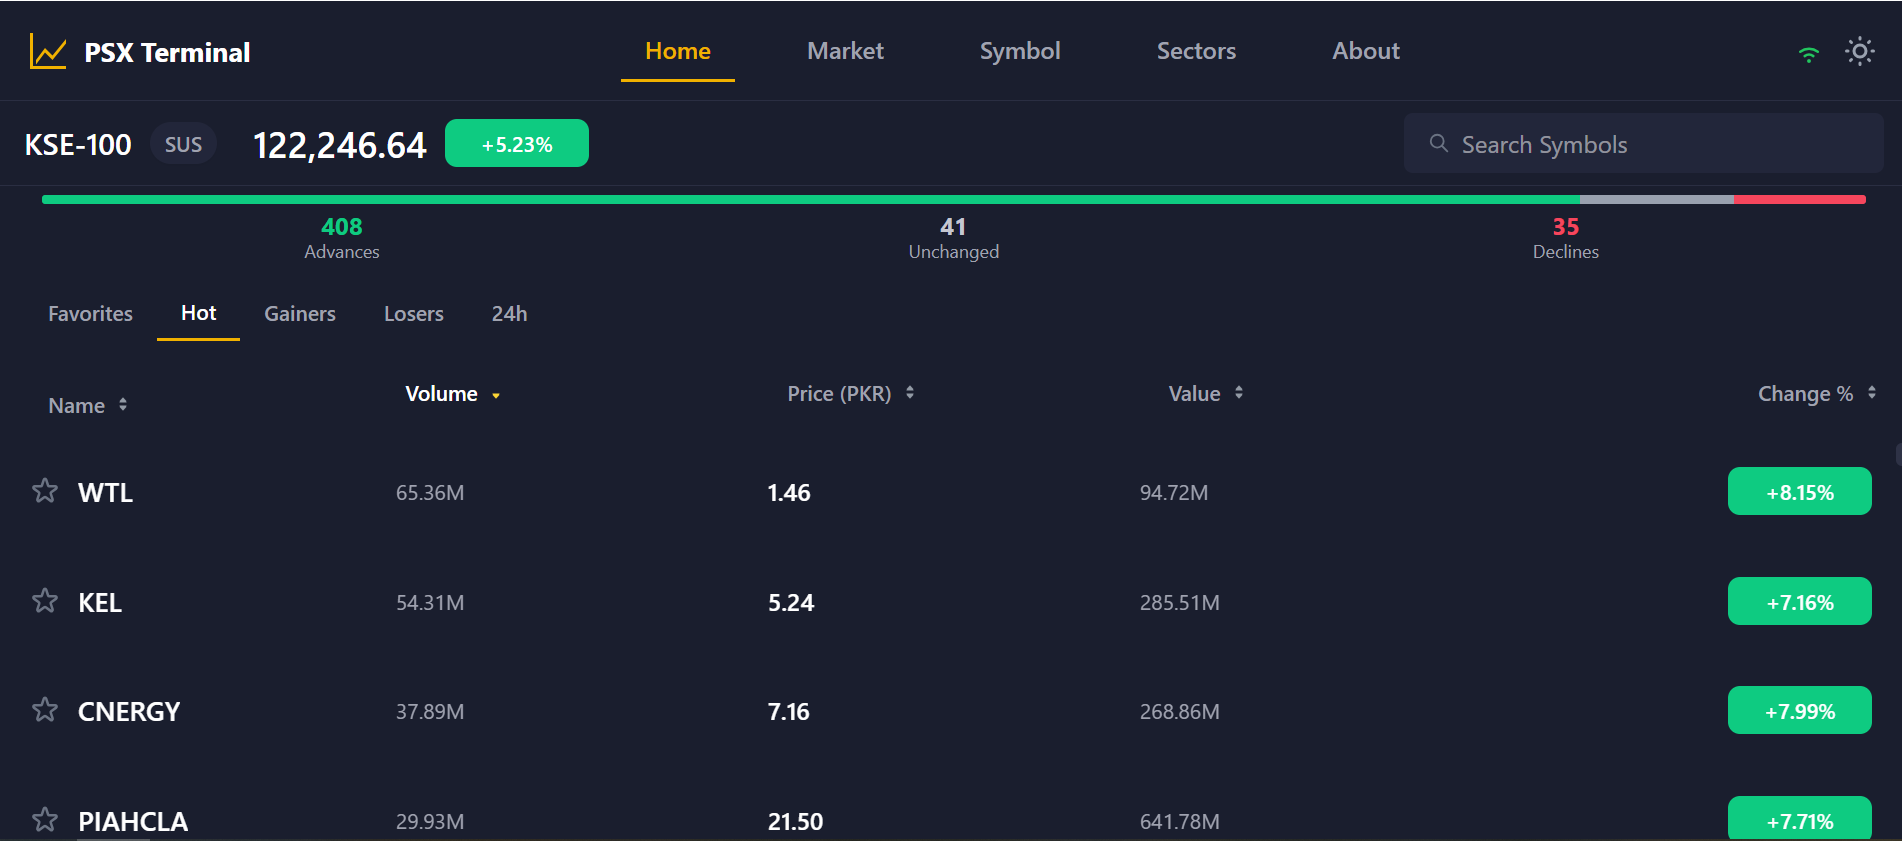 PSX Terminal Home Market Symbol Sectors About
KSE-100 SUS 122,246.64 +5.23% Search Symbols
408 41 35
Advances Unchanged Declines
Favorites Hot Gainers Losers 24h
Name Volume Price (PKR) Value Change %
WTL 65.36M 1.46 94.72M +8.15%
KEL 54.31M 5.24 285.51M +7.16%
CNERGY 37.89M 7.16 268.86M +7.99%
PIAHCLA 29.93M 21.50 641.78M +7.71%